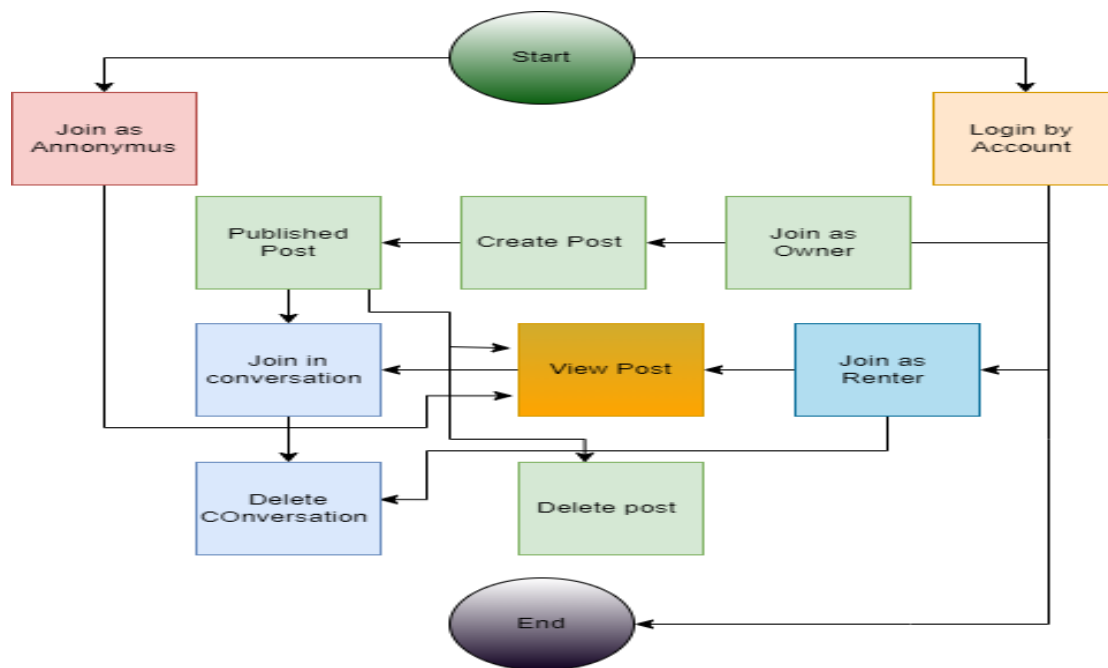 Start
Join as
Annonymus
Login by
Account
Published
Post
Create Post
Join as
Owner
Join in
conversation
View Post
Join as
Renter
Delete
COnversation
Delete post
End